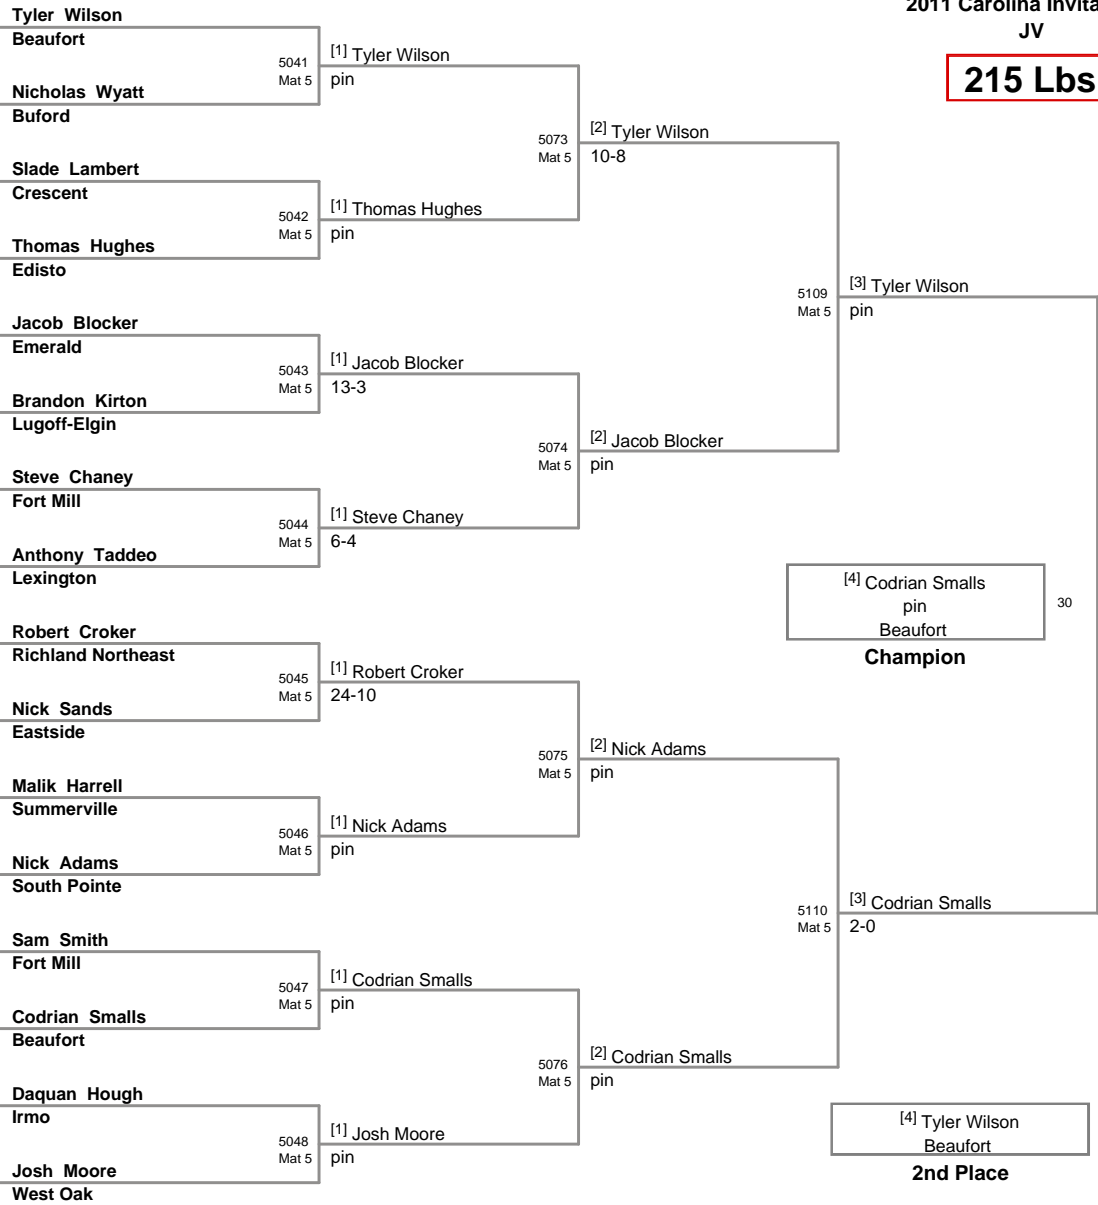 2011 Carolina Invita
JV
215 Lbs
Tyler Wilson
Beaufort
5041
Mat 5
[1] Tyler Wilson
pin
Nicholas Wyatt
Buford
5073
Mat 5
[2] Tyler Wilson
10-8
Slade Lambert
Crescent
5042
Mat 5
[1] Thomas Hughes
pin
Thomas Hughes
Edisto
5109
Mat 5
[3] Tyler Wilson
pin
Jacob Blocker
Emerald
5043
Mat 5
[1] Jacob Blocker
13-3
Brandon Kirton
Lugoff-Elgin
5074
Mat 5
[2] Jacob Blocker
pin
Steve Chaney
Fort Mill
5044
Mat 5
[1] Steve Chaney
6-4
Anthony Taddeo
Lexington
[4] Codrian Smalls
pin
Beaufort
30
Champion
Robert Croker
Richland Northeast
5045
Mat 5
[1] Robert Croker
24-10
Nick Sands
Eastside
5075
Mat 5
[2] Nick Adams
pin
Malik Harrell
Summerville
5046
Mat 5
[1] Nick Adams
pin
Nick Adams
South Pointe
5110
Mat 5
[3] Codrian Smalls
2-0
Sam Smith
Fort Mill
5047
Mat 5
[1] Codrian Smalls
pin
Codrian Smalls
Beaufort
5076
Mat 5
[2] Codrian Smalls
pin
Daquan Hough
Irmo
5048
Mat 5
[1] Josh Moore
pin
Josh Moore
West Oak
[4] Tyler Wilson
Beaufort
2nd Place